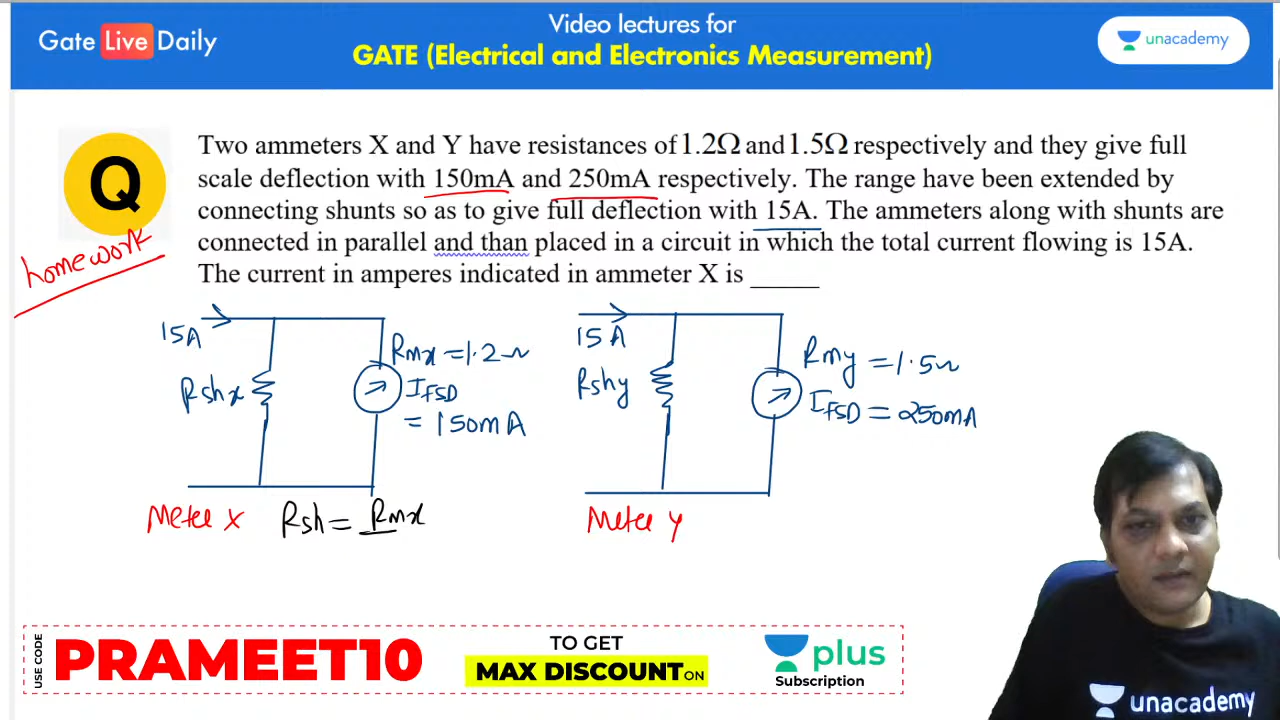 Gate Live Daily
Video lectures for
GATE (Electrical and Electronics Measurement)
unacademy
Q
homework
Two ammeters X and Y have resistances of 1.2Ω and 1.5Ω respectively and they give full
scale deflection with 150mA and 250mA respectively. The range have been extended by
connecting shunts so as to give full deflection with 15A. The ammeters along with shunts are
connected in parallel and than placed in a circuit in which the total current flowing is 15A.
The current in amperes indicated in ammeter X is ______
15A
Rshx
Rmx = 1.2Ω
IFSD
= 150mA
Meter X
Rsh = Rmx
15A
Rshy
Rmy = 1.5Ω
IFSD = 250mA
Meter Y
USE CODE
PRAMEET10
TO GET
MAX DISCOUNT ON
plus
Subscription
unacademy